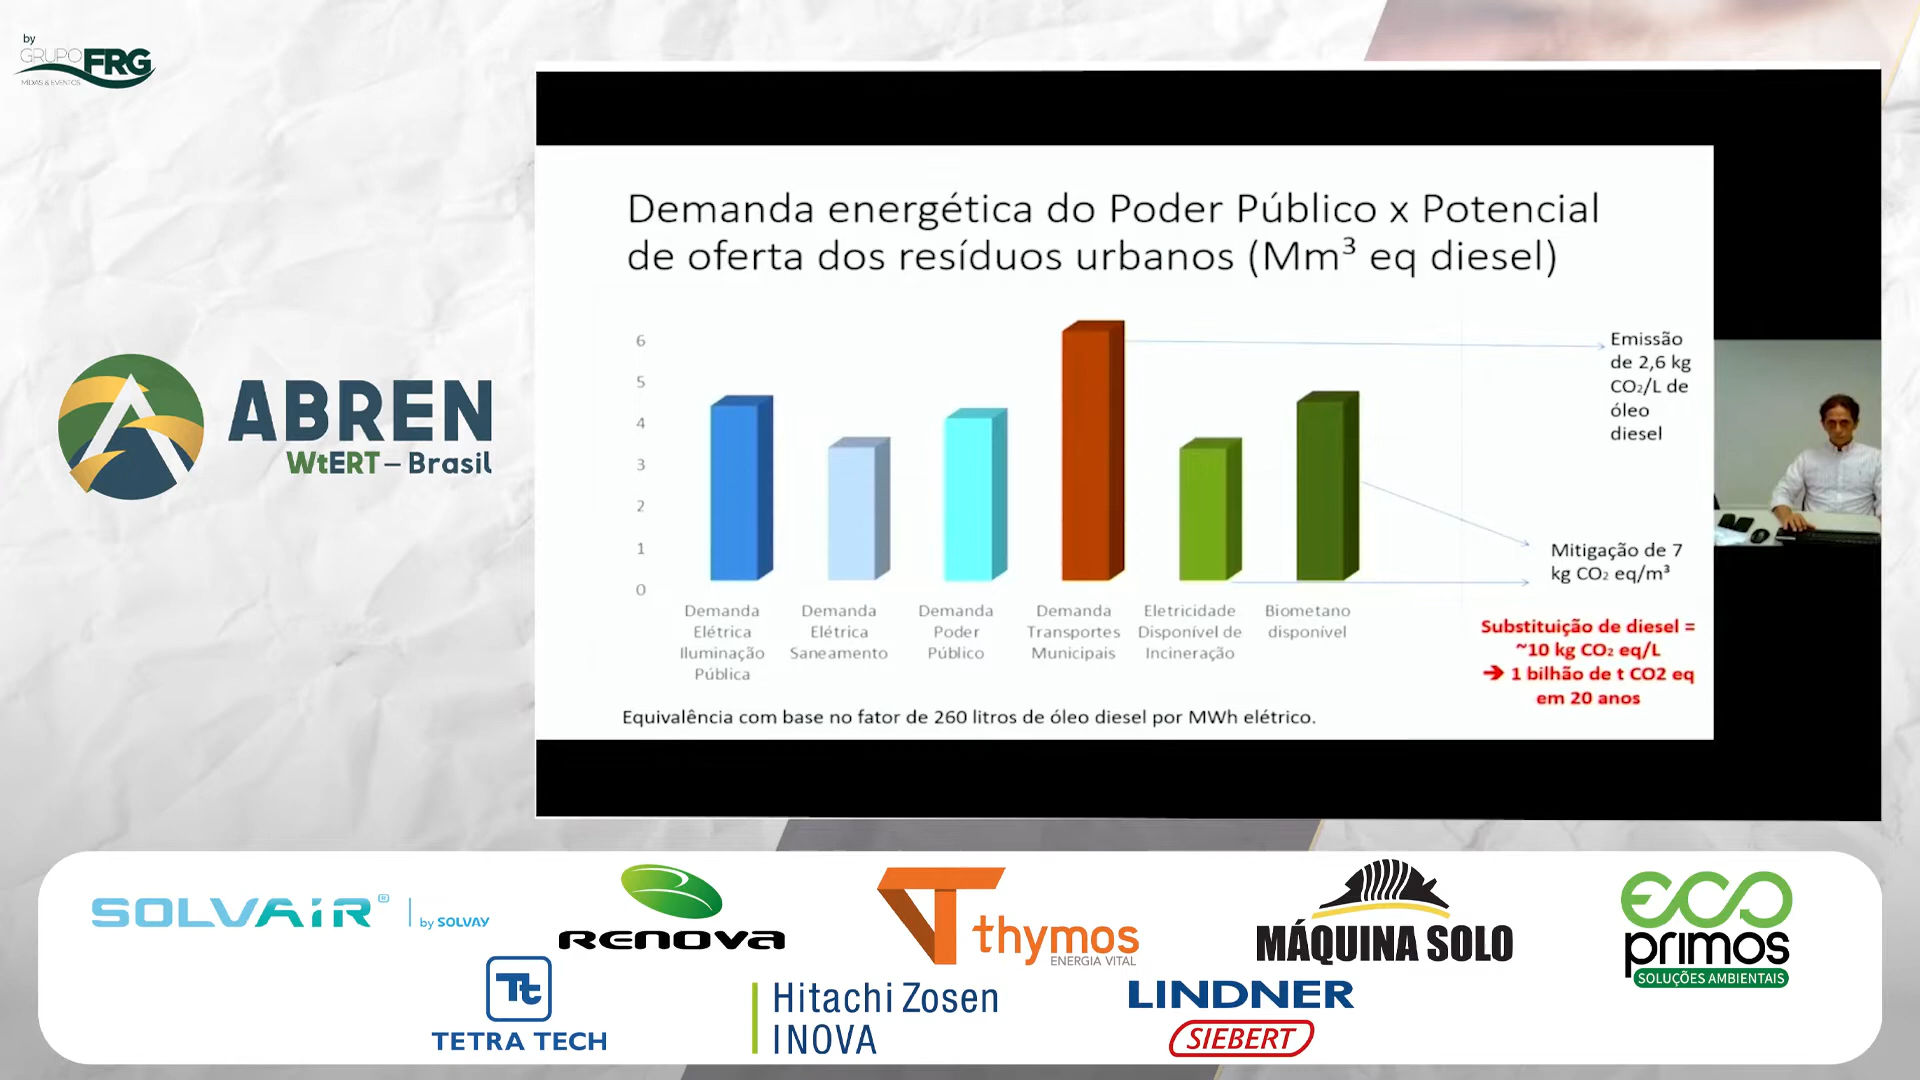 by
GRUPO FRG
MÍDIAS & EVENTOS
ABREN
WtERT – Brasil
Demanda energética do Poder Público x Potencial
de oferta dos resíduos urbanos (Mm³ eq diesel)
6
5
4
3
2
1
0
Demanda
Elétrica
Iluminação
Pública
Demanda
Elétrica
Saneamento
Demanda
Poder
Público
Demanda
Transportes
Municipais
Eletricidade
Disponível de
Incineração
Biometano
disponível
Emissão
de 2,6 kg
CO₂/L de
óleo
diesel
Mitigação de 7
kg CO₂ eq/m³
Substituição de diesel =
~10 kg CO₂ eq/L
➔ 1 bilhão de t CO2 eq
em 20 anos
Equivalência com base no fator de 260 litros de óleo diesel por MWh elétrico.
SOLVAIR® | by SOLVAY
RENOVA
thymos
ENERGIA VITAL
MÁQUINA SOLO
ECO
primos
SOLUÇÕES AMBIENTAIS
Tt
TETRA TECH
Hitachi Zosen
INOVA
LINDNER
SIEBERT